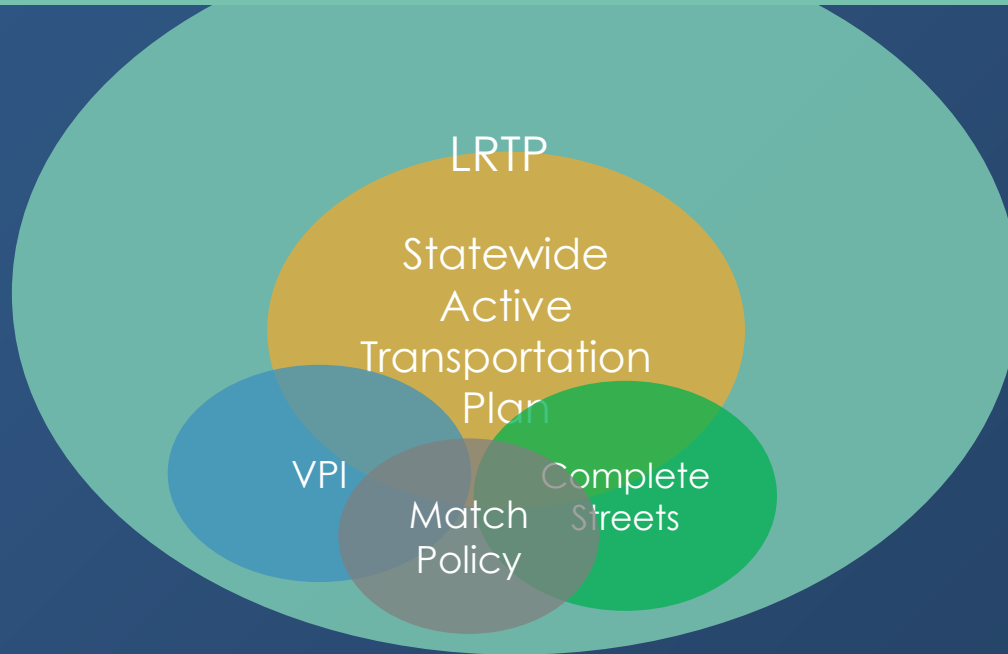 LRTP
Statewide
Active
Transportation
Plan
VPI
Complete
Streets
Match
Policy